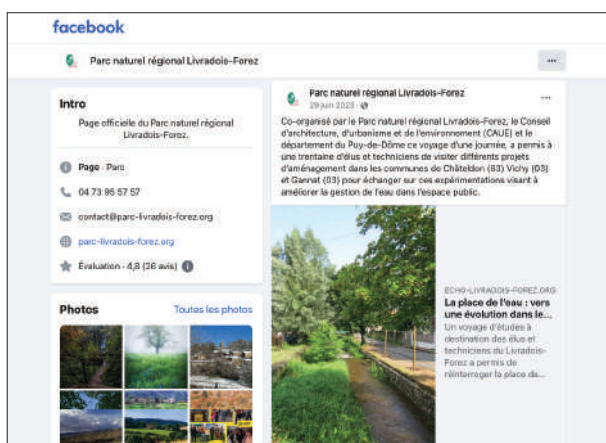 facebook
Parc naturel régional Livradois-Forez
Intro
Page officielle du Parc naturel régional
Livradois-Forez.
Page · Parc
04 73 95 57 57
contact@parc-livradois-forez.org
parc-livradois-forez.org
Évaluation · 4,8 (26 avis)
Photos
Toutes les photos
Parc naturel régional Livradois-Forez
29 juin 2023 ·
Co-organisé par le Parc naturel régional Livradois-Forez, le Conseil
d'architecture, d'urbanisme et de l'environnement (CAUE) et le
département du Puy-de-Dôme ce voyage d'une journée, a permis à
une trentaine d'élus et techniciens de visiter différents projets
d'aménagement dans les communes de Châteldon (63) Vichy (03)
et Gannat (03) pour échanger sur ces expérimentations visant à
améliorer la gestion de l'eau dans l'espace public.
ECHO-LIVRADOIS-FOREZ.ORG
La place de l'eau : vers
une évolution dans le...
Un voyage d'études à
destination des élus et
techniciens du Livradois-
Forez a permis de
réinterroger la place de...